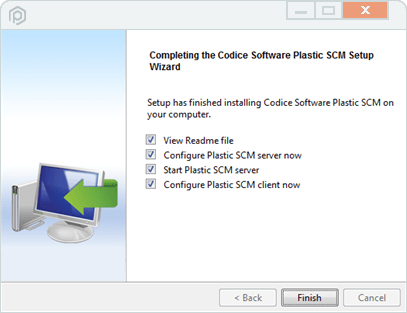 Completing the Codice Software Plastic SCM Setup
Wizard
Setup has finished installing Codice Software Plastic SCM on
your computer.
View Readme file
Configure Plastic SCM server now
Start Plastic SCM server
Configure Plastic SCM client now
< Back
Finish
Cancel